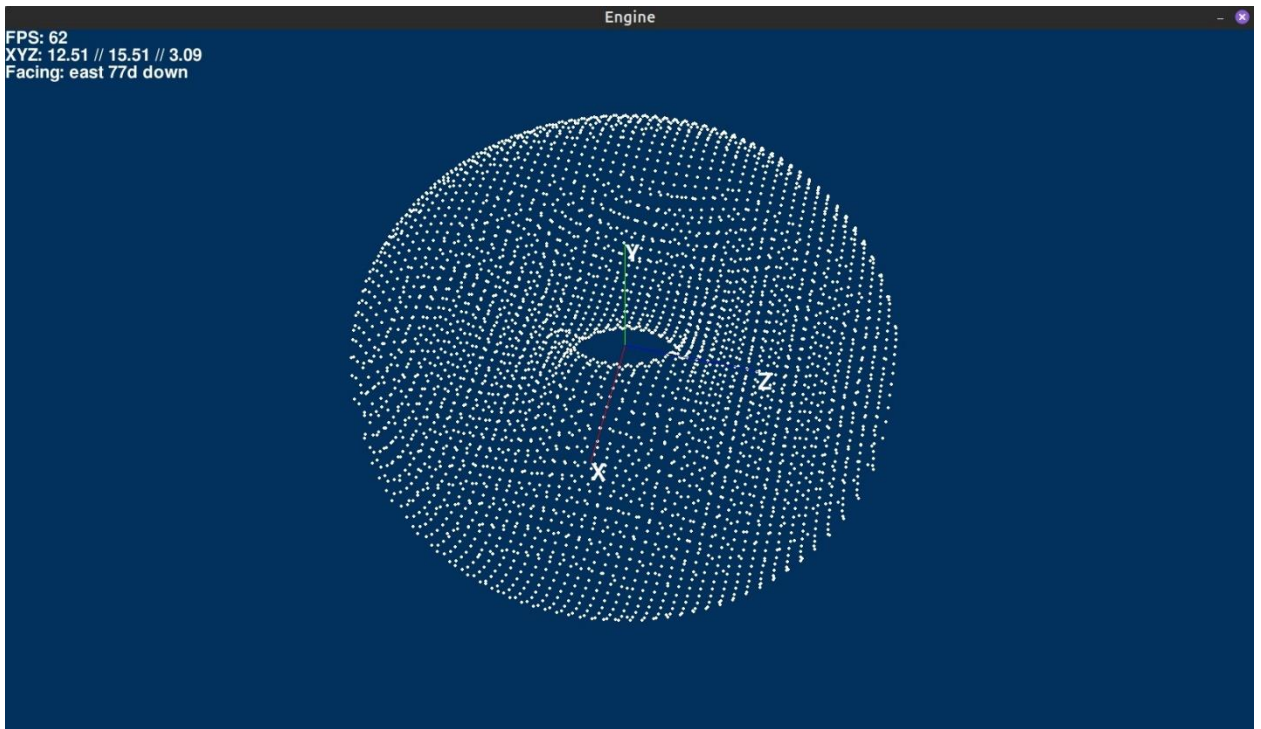 Engine
FPS: 62
XYZ: 12.51 // 15.51 // 3.09
Facing: east 77d down
Y
Z
X